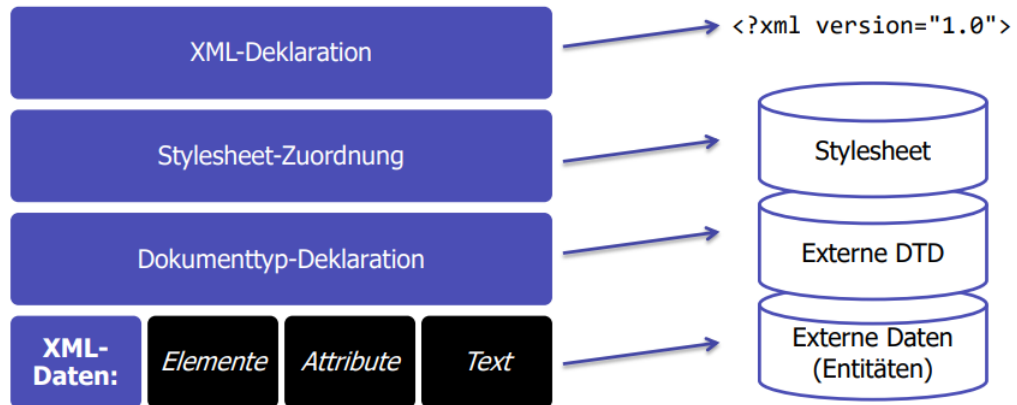 XML-Deklaration
<?xml version="1.0">
Stylesheet-Zuordnung
Stylesheet
Dokumenttyp-Deklaration
Externe DTD
XML-
Daten:
Elemente
Attribute
Text
Externe Daten
(Entitäten)